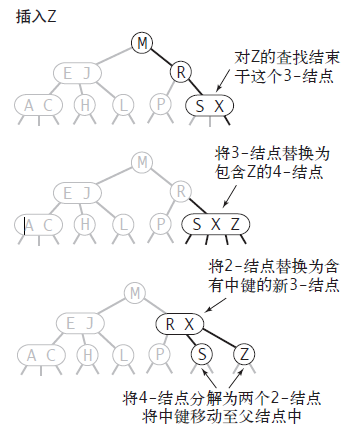 插入Z
M
E J
R
对Z的查找结束
于这个3-结点
A C
H
L
P
S X
将3-结点替换为
包含Z的4-结点
M
E J
R
A C
H
L
P
S X Z
将2-结点替换为含
有中键的新3-结点
M
E J
R X
A C
H
L
P
S
Z
将4-结点分解为两个2-结点
将中键移动至父结点中